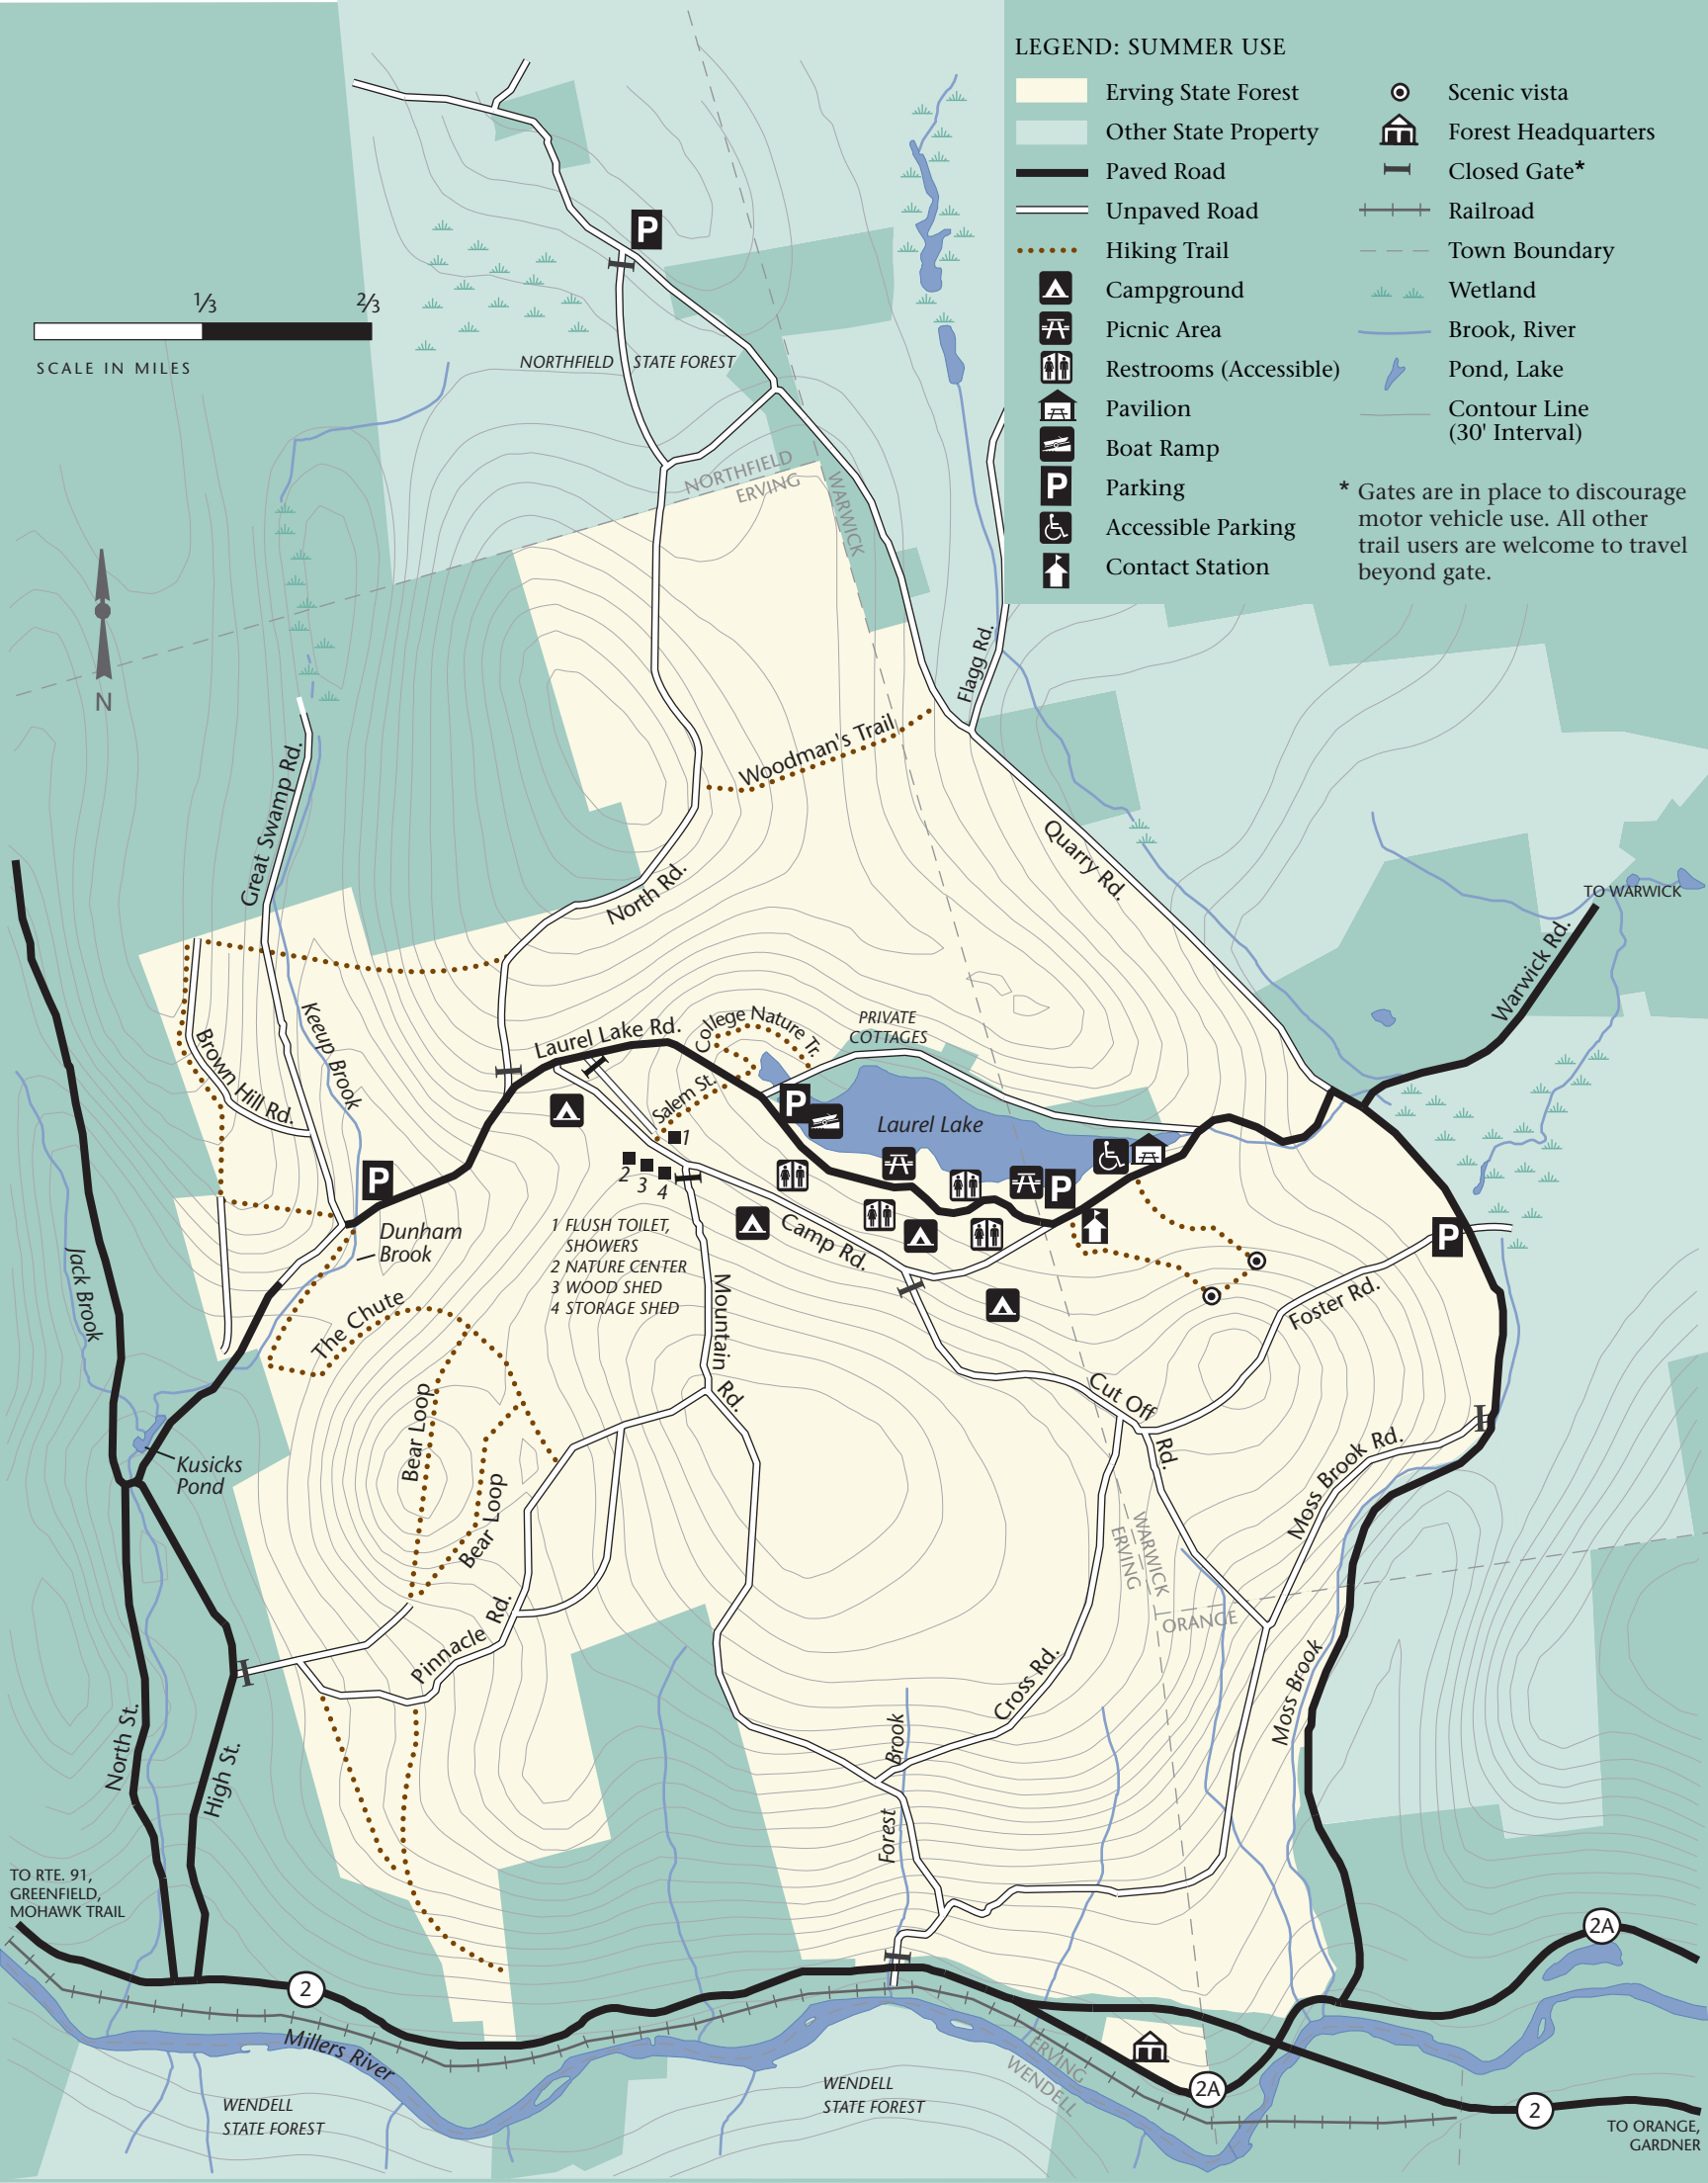 LEGEND: SUMMER USE
Erving State Forest
Other State Property
Paved Road
Unpaved Road
Hiking Trail
Campground
Picnic Area
Restrooms (Accessible)
Pavilion
Boat Ramp
P Parking
Accessible Parking
Contact Station
Scenic vista
Forest Headquarters
Closed Gate*
Railroad
Town Boundary
Wetland
Brook, River
Pond, Lake
Contour Line
(30' Interval)
* Gates are in place to discourage
motor vehicle use. All other
trail users are welcome to travel
beyond gate.
P
⅓ ⅔
SCALE IN MILES
NORTHFIELD STATE FOREST
NORTHFIELD
ERVING
WARWICK
N
Flagg Rd.
Woodman's Trail
Great Swamp Rd.
Quarry Rd.
North Rd.
TO WARWICK
Warwick Rd.
Keeup Brook
Brown Hill Rd.
Laurel Lake Rd.
College Nature Tr.
PRIVATE
COTTAGES
Salem St.
P
Laurel Lake
1
2
3
4
P
P
P
Dunham
Brook
1 FLUSH TOILET,
SHOWERS
2 NATURE CENTER
3 WOOD SHED
4 STORAGE SHED
Camp Rd.
Jack Brook
The Chute
Mountain
Rd.
Foster Rd.
Cut Off
Rd.
Bear Loop
Bear Loop
Kusicks
Pond
Moss Brook Rd.
WARWICK
ERVING
ORANGE
Pinnacle Rd.
Cross Rd.
Moss Brook
North St.
High St.
Forest
Brook
TO RTE. 91,
GREENFIELD,
MOHAWK TRAIL
2
2A
Millers River
ERVING
WENDELL
2A
2
WENDELL
STATE FOREST
WENDELL
STATE FOREST
TO ORANGE,
GARDNER